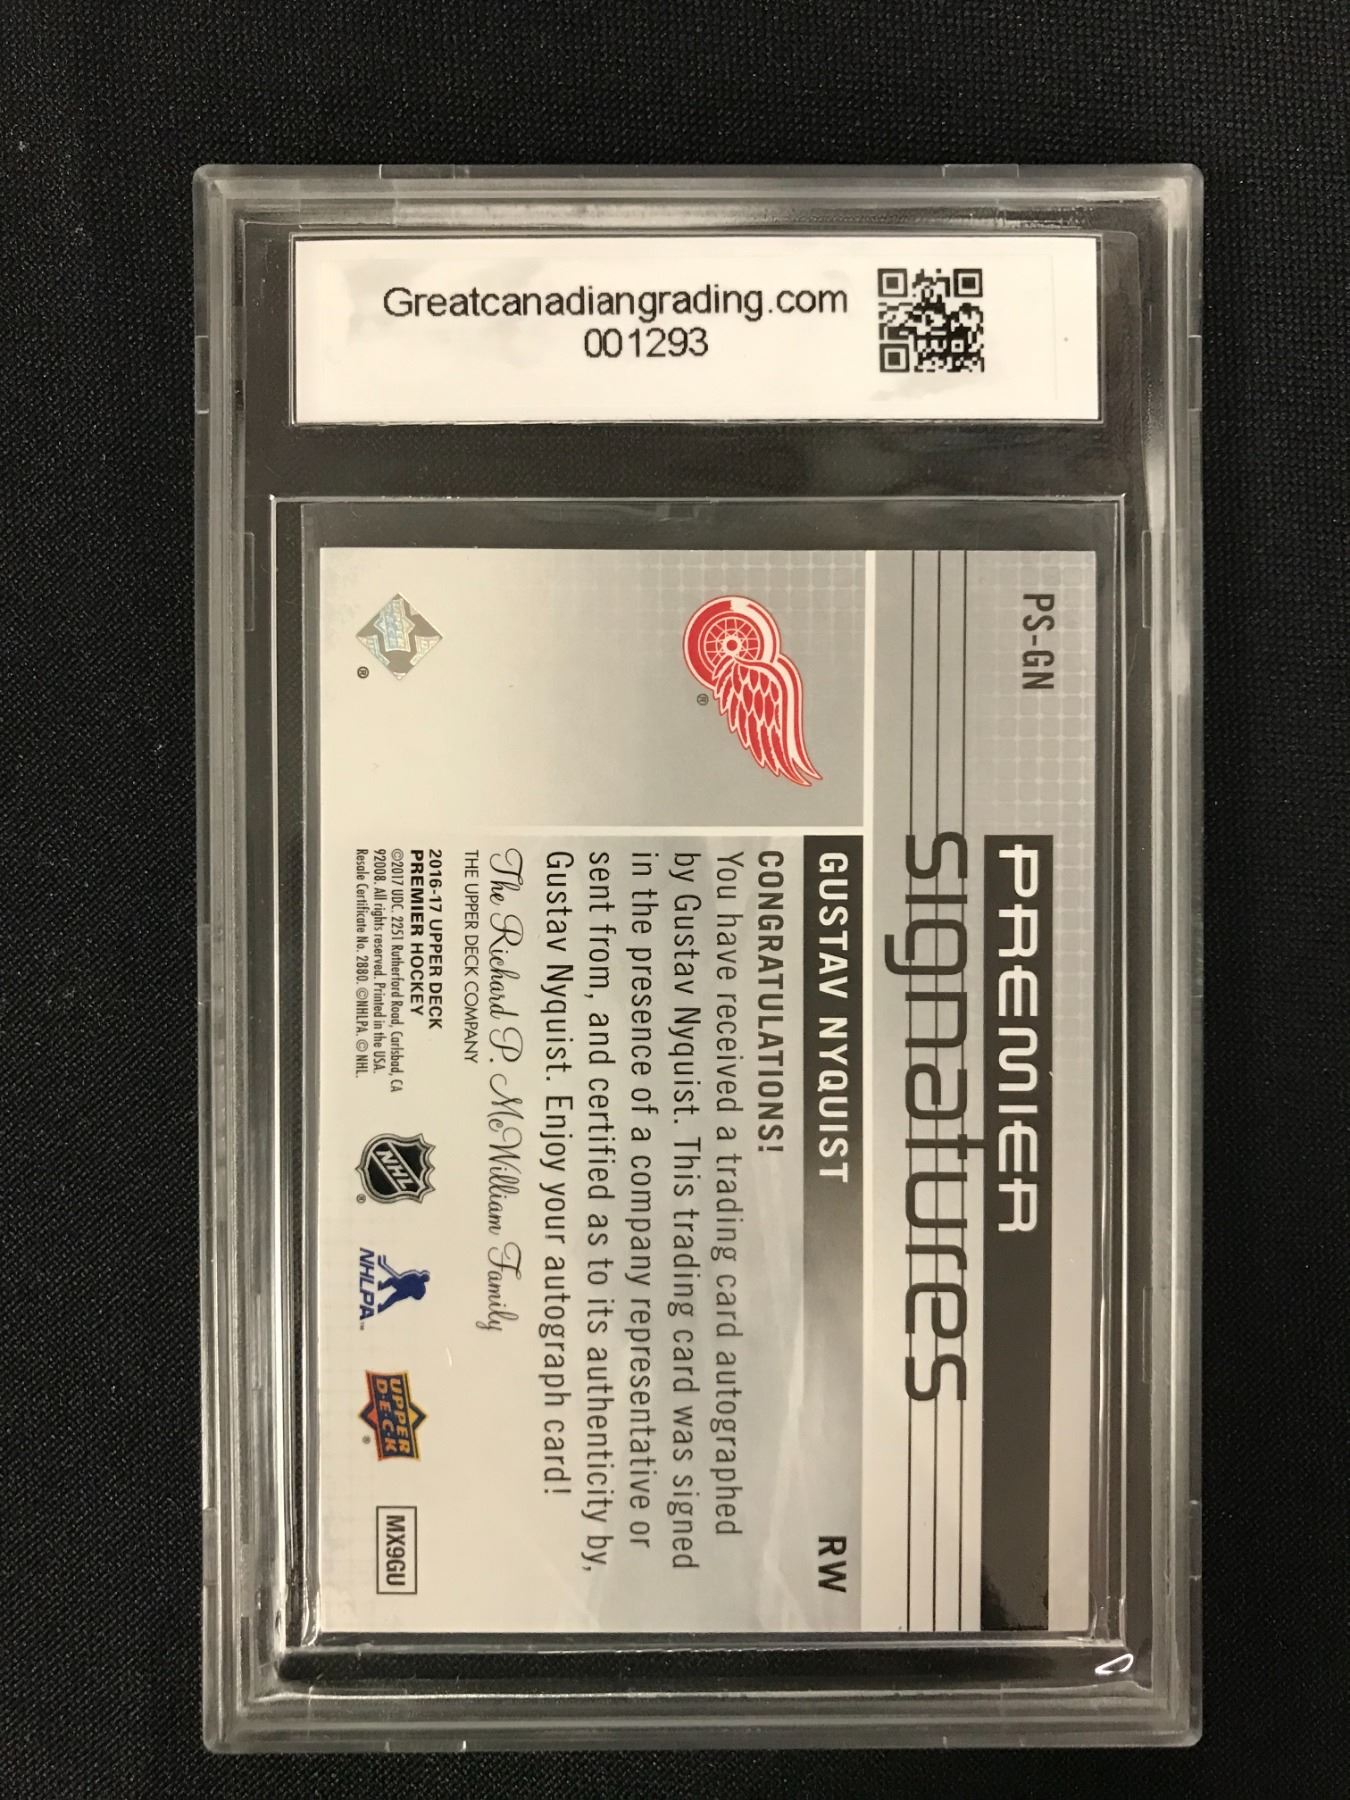 Greatcanadiangrading.com
001293
PS-GN
PREMIER
signatures
GUSTAV NYQUIST RW
CONGRATULATIONS!
You have received a trading card autographed
by Gustav Nyquist. This trading card was signed
in the presence of a company representative or
sent from, and certified as to its authenticity by,
Gustav Nyquist. Enjoy your autograph card!
The Richard P. McWilliam Family
THE UPPER DECK COMPANY
2016-17 UPPER DECK
PREMIER HOCKEY
©2017 UDC. 2251 Rutherford Road, Carlsbad, CA
92008. All rights reserved. Printed in the USA.
Resale Certificate No. 2880. ©NHLPA. © NHL.
UPPER DECK ®
®
NHL ®
NHLPA™
UPPER
D·E·C·K ®
MX9GU